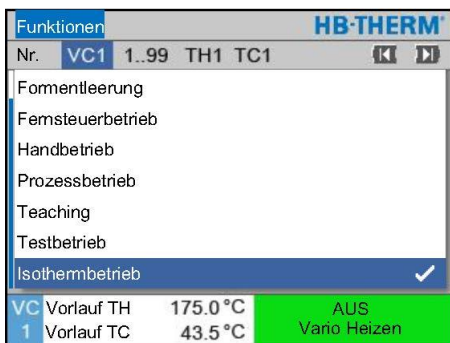 Funktionen HB-THERM
Nr. VC1 1..99 TH1 TC1
Formentleerung
Fernsteuerbetrieb
Handbetrieb
Prozessbetrieb
Teaching
Testbetrieb
Isothermbetrieb
VC Vorlauf TH 175.0 °C AUS
1 Vorlauf TC 43.5 °C Vario Heizen